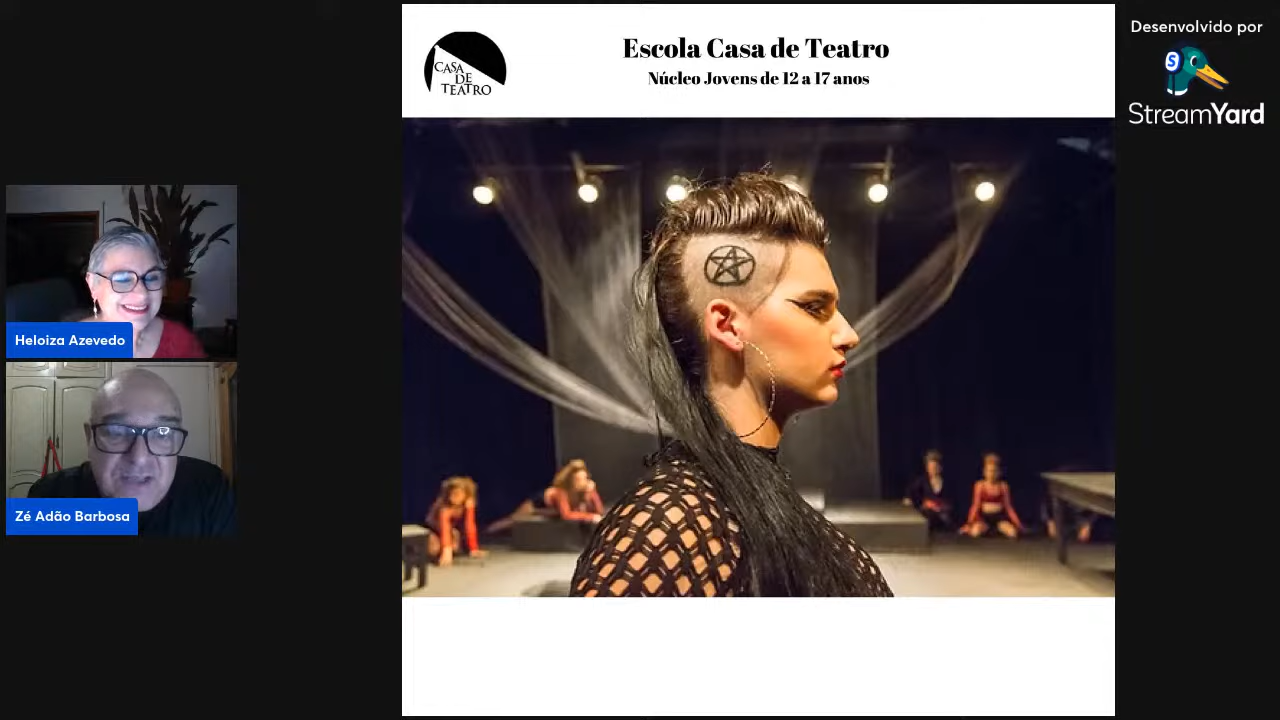 Desenvolvido por
StreamYard
CASA
DE
TEATRO
Escola Casa de Teatro
Núcleo Jovens de 12 a 17 anos
Heloiza Azevedo
Zé Adão Barbosa